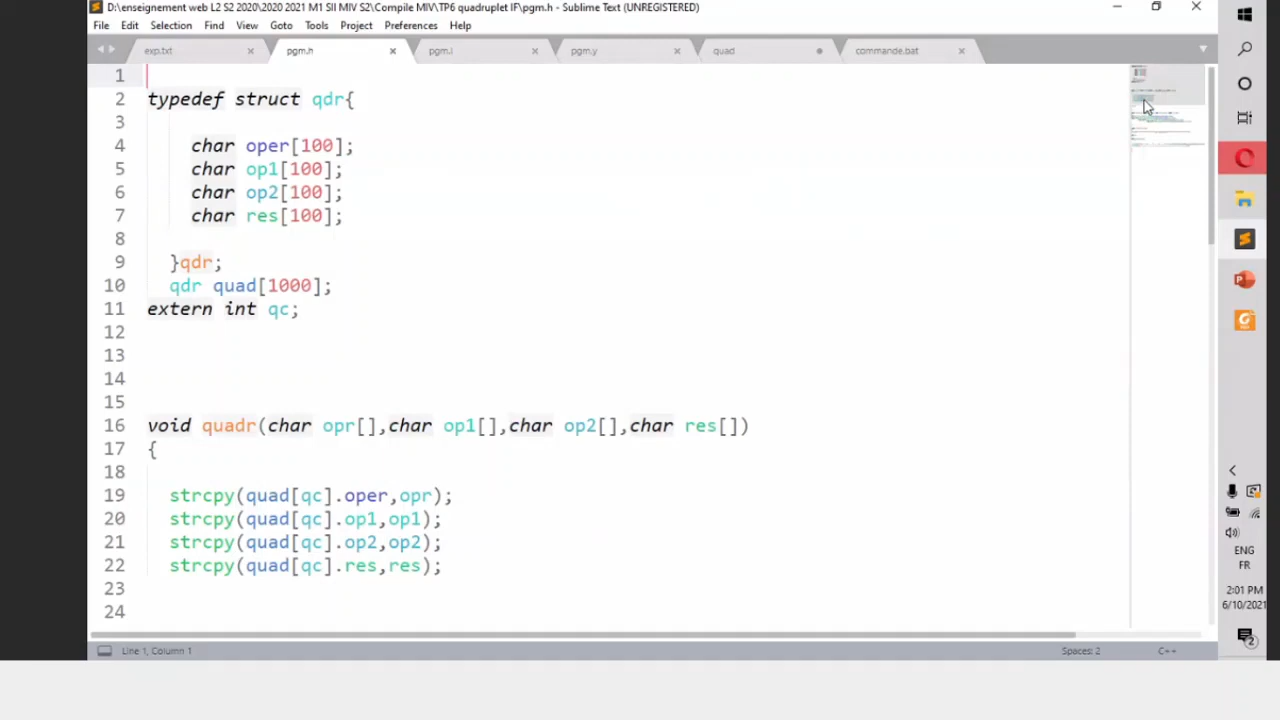 D:\enseignement web L2 S2 2020\2020 2021 M1 SII MIV S2\Compile MIV\TP6 quadruplet IF\pgm.h - Sublime Text (UNREGISTERED)
File Edit Selection Find View Goto Tools Project Preferences Help
exp.txt pgm.h pgm.l pgm.y quad commande.bat
1
2 typedef struct qdr{
3
4 char oper[100];
5 char op1[100];
6 char op2[100];
7 char res[100];
8
9 }qdr;
10 qdr quad[1000];
11 extern int qc;
12
13
14
15
16 void quadr(char opr[],char op1[],char op2[],char res[])
17 {
18
19 strcpy(quad[qc].oper,opr);
20 strcpy(quad[qc].op1,op1);
21 strcpy(quad[qc].op2,op2);
22 strcpy(quad[qc].res,res);
23
24
Line 1, Column 1 Spaces: 2 C++
ENG
FR
2:01 PM
6/10/2021
2